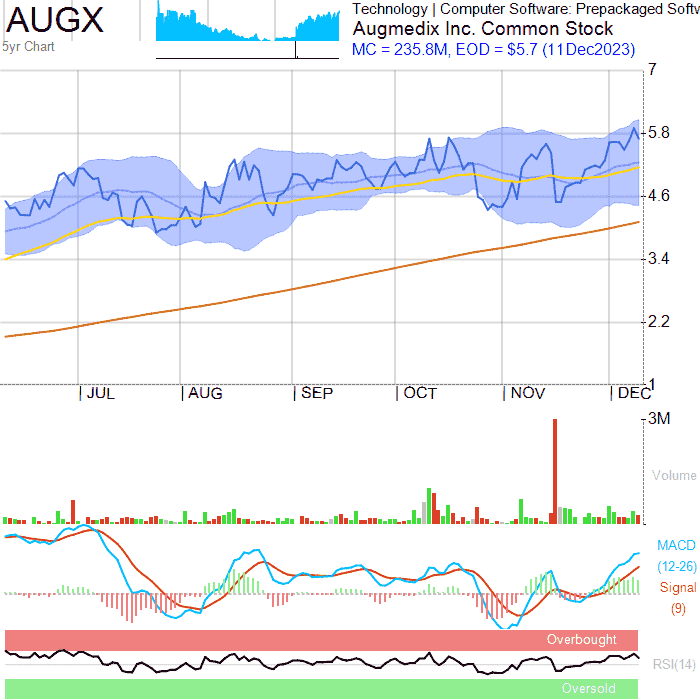 AUGX
5yr Chart
Technology | Computer Software: Prepackaged Softw
Augmedix Inc. Common Stock
MC = 235.8M, EOD = $5.7 (11Dec2023)
7
5.8
4.6
3.4
2.2
1
| JUL | AUG | SEP | OCT | NOV | DEC
3M
Volume
MACD
(12-26)
Signal
(9)
Overbought
RSI(14)
Oversold